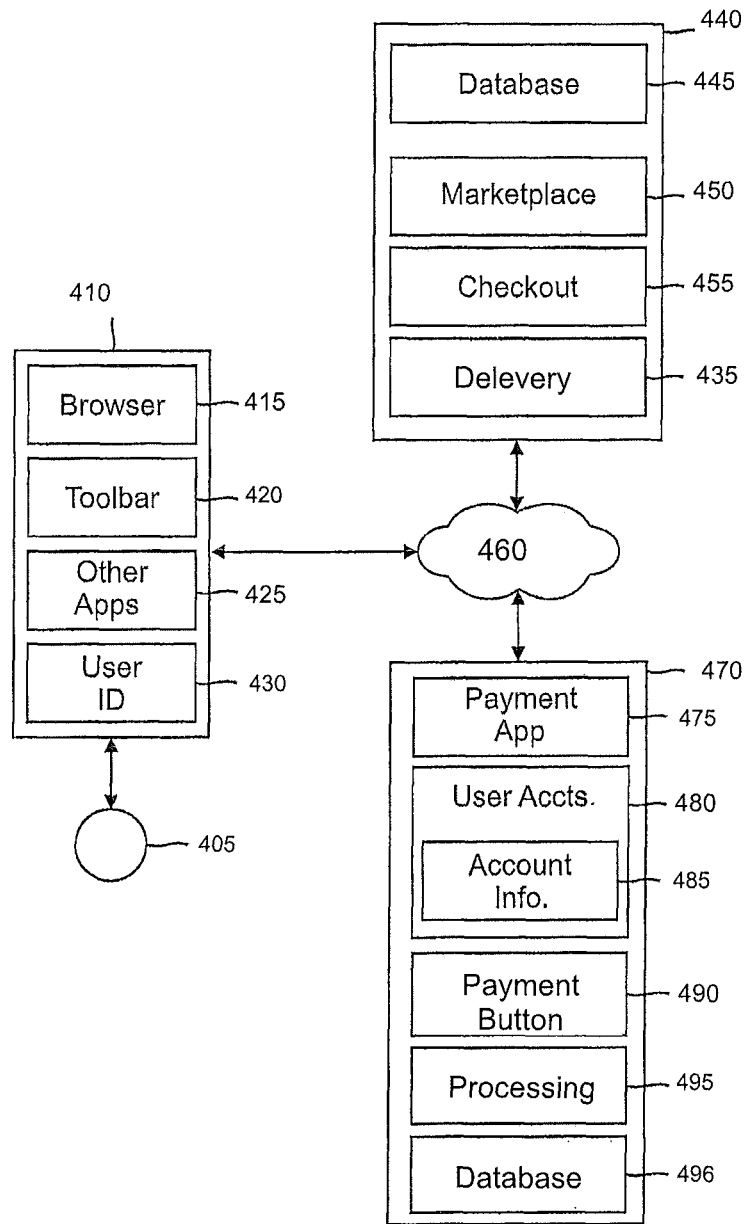 440
Database
445
Marketplace
450
Checkout
455
Delevery
435
410
Browser
415
Toolbar
420
Other
Apps
425
User
ID
430
405
460
470
Payment
App
475
User Accts.
480
Account
Info.
485
Payment
Button
490
Processing
495
Database
496